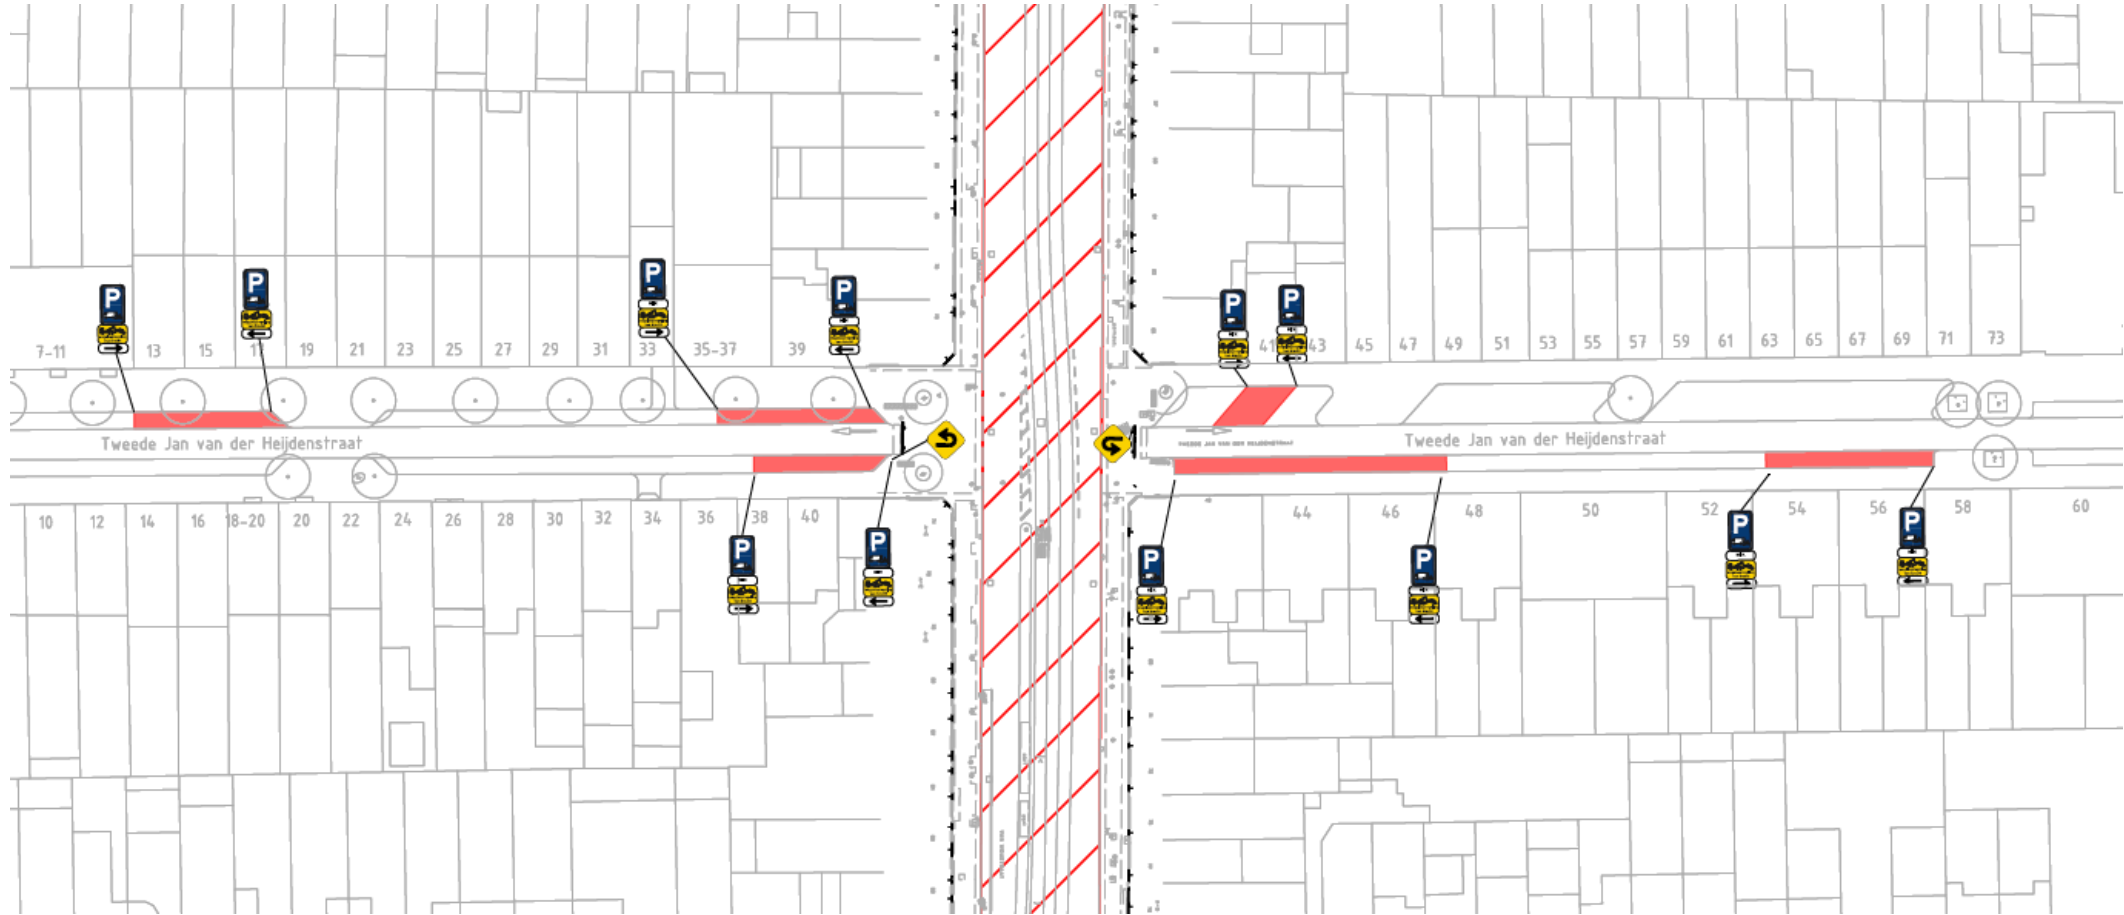 P
P
P
P
P
P
7-11 13 15 17 19 21 23 25 27 29 31 33 35-37 39
41 43 45 47 49 51 53 55 57 59 61 63 65 67 69 71 73
Tweede Jan van der Heijdenstraat
Tweede Jan van der Heijdenstraat
10 12 14 16 18-20 20 22 24 26 28 30 32 34 36 38 40
44 46 48 50 52 54 56 58 60
P
P
P
P
P
P